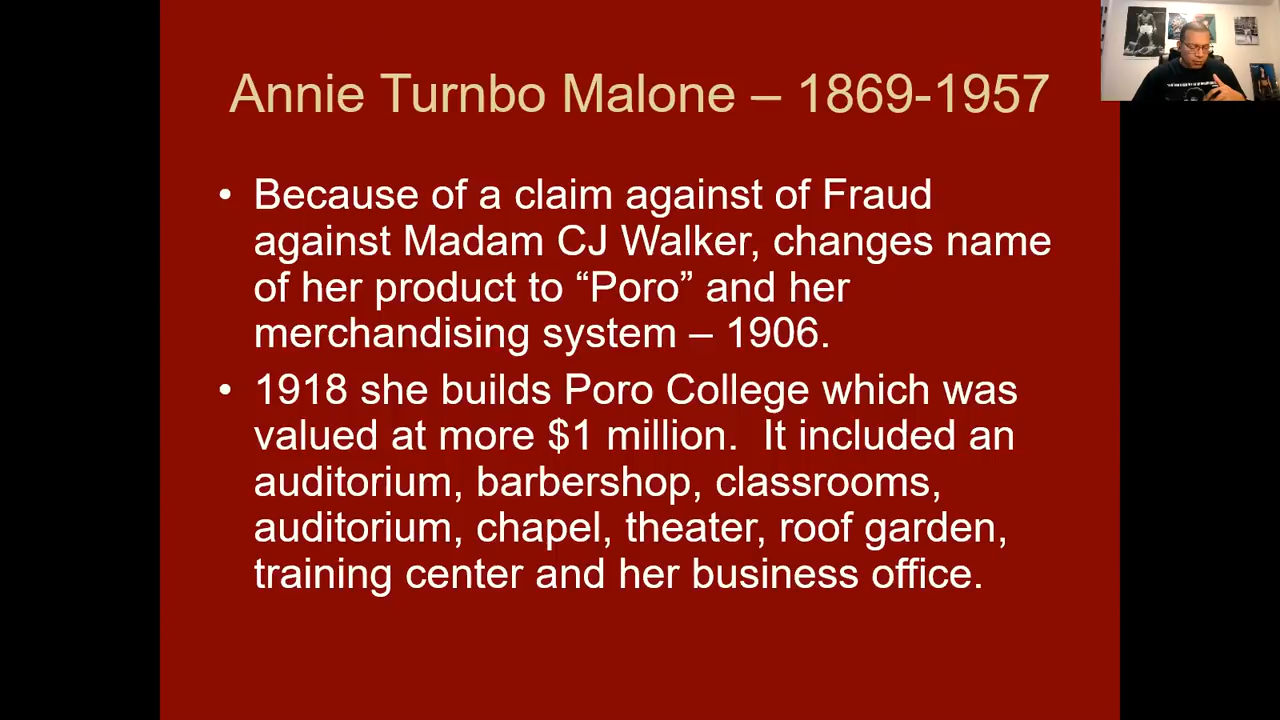 Annie Turnbo Malone – 1869-1957
• Because of a claim against of Fraud
against Madam CJ Walker, changes name
of her product to “Poro” and her
merchandising system – 1906.
• 1918 she builds Poro College which was
valued at more $1 million.  It included an
auditorium, barbershop, classrooms,
auditorium, chapel, theater, roof garden,
training center and her business office.